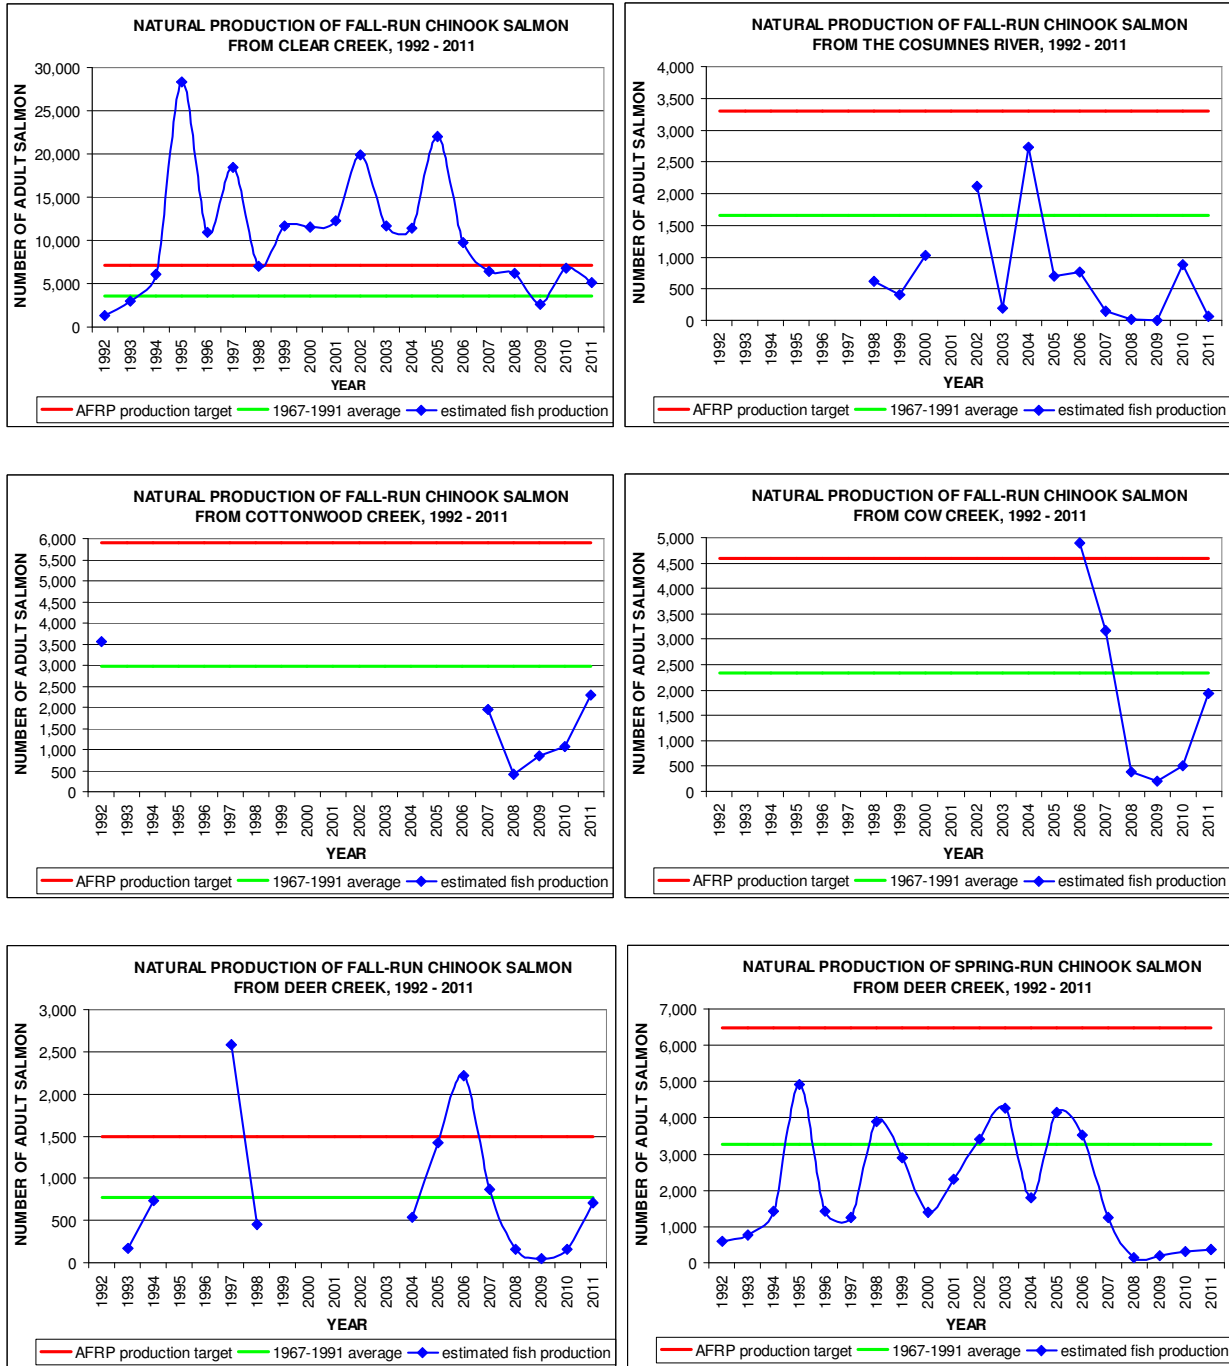 NATURAL PRODUCTION OF FALL-RUN CHINOOK SALMON
FROM CLEAR CREEK, 1992 - 2011
NUMBER OF ADULT SALMON
30,000
25,000
20,000
15,000
10,000
5,000
0
1992 1993 1994 1995 1996 1997 1998 1999 2000 2001 2002 2003 2004 2005 2006 2007 2008 2009 2010 2011
YEAR
AFRP production target 1967-1991 average estimated fish production
NATURAL PRODUCTION OF FALL-RUN CHINOOK SALMON
FROM THE COSUMNES RIVER, 1992 - 2011
NUMBER OF ADULT SALMON
4,000
3,500
3,000
2,500
2,000
1,500
1,000
500
0
1992 1993 1994 1995 1996 1997 1998 1999 2000 2001 2002 2003 2004 2005 2006 2007 2008 2009 2010 2011
YEAR
AFRP production target 1967-1991 average estimated fish production
NATURAL PRODUCTION OF FALL-RUN CHINOOK SALMON
FROM COTTONWOOD CREEK, 1992 - 2011
NUMBER OF ADULT SALMON
6,000
5,500
5,000
4,500
4,000
3,500
3,000
2,500
2,000
1,500
1,000
500
0
1992 1993 1994 1995 1996 1997 1998 1999 2000 2001 2002 2003 2004 2005 2006 2007 2008 2009 2010 2011
YEAR
AFRP production target 1967-1991 average estimated fish production
NATURAL PRODUCTION OF FALL-RUN CHINOOK SALMON
FROM COW CREEK, 1992 - 2011
NUMBER OF ADULT SALMON
5,000
4,500
4,000
3,500
3,000
2,500
2,000
1,500
1,000
500
0
1992 1993 1994 1995 1996 1997 1998 1999 2000 2001 2002 2003 2004 2005 2006 2007 2008 2009 2010 2011
YEAR
AFRP production target 1967-1991 average estimated fish production
NATURAL PRODUCTION OF FALL-RUN CHINOOK SALMON
FROM DEER CREEK, 1992 - 2011
NUMBER OF ADULT SALMON
3,000
2,500
2,000
1,500
1,000
500
0
1992 1993 1994 1995 1996 1997 1998 1999 2000 2001 2002 2003 2004 2005 2006 2007 2008 2009 2010 2011
YEAR
AFRP production target 1967-1991 average estimated fish production
NATURAL PRODUCTION OF SPRING-RUN CHINOOK SALMON
FROM DEER CREEK, 1992 - 2011
NUMBER OF ADULT SALMON
7,000
6,000
5,000
4,000
3,000
2,000
1,000
0
1992 1993 1994 1995 1996 1997 1998 1999 2000 2001 2002 2003 2004 2005 2006 2007 2008 2009 2010 2011
YEAR
AFRP production target 1967-1991 average estimated fish production